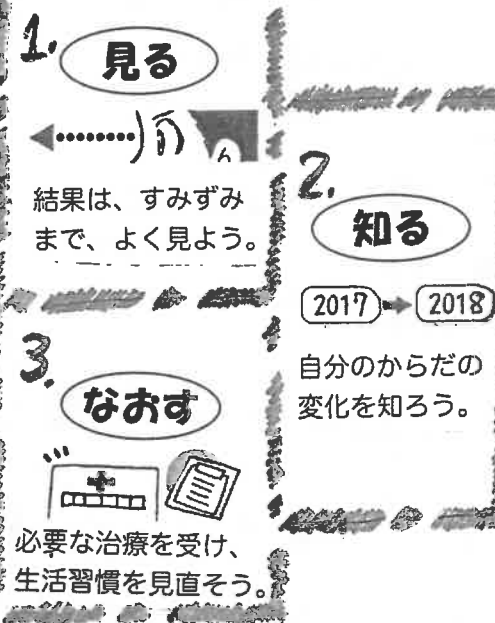 1.
見る
結果は、すみずみ
まで、よく見よう。
2.
知る
2017 2018
自分のからだの
変化を知ろう。
3.
なおす
必要な治療を受け、
生活習慣を見直そう。